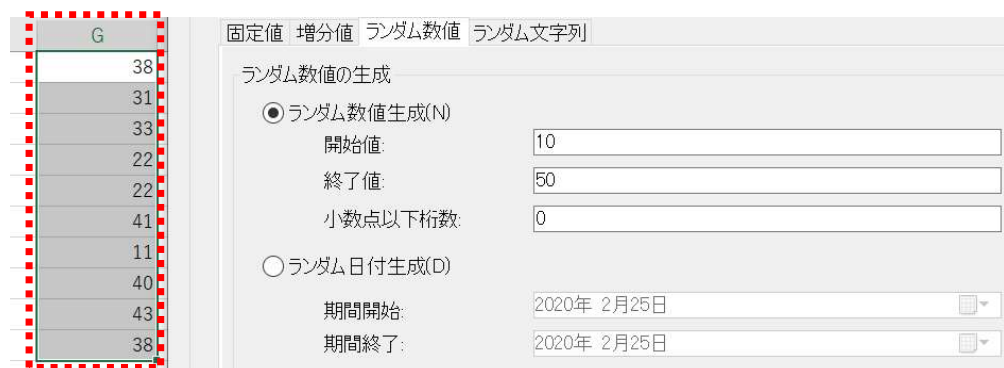 G
38
31
33
22
22
41
11
40
43
38
固定値 増分値 ランダム数値 ランダム文字列
ランダム数値の生成
ランダム数値生成(N)
開始値: 10
終了値: 50
小数点以下桁数: 0
ランダム日付生成(D)
期間開始: 2020年 2月25日
期間終了: 2020年 2月25日